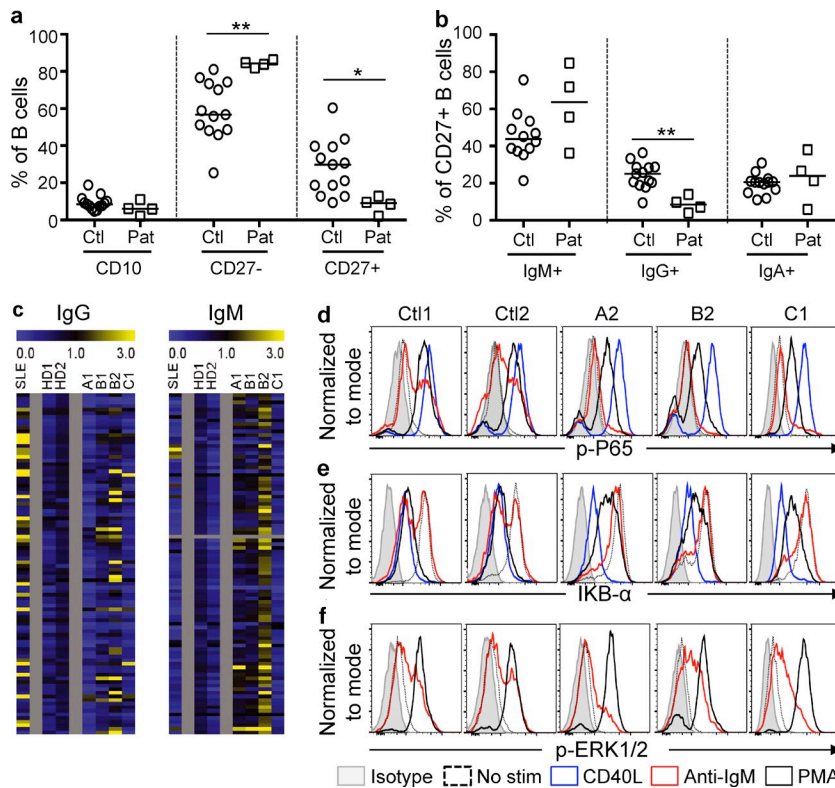 a
**
*
% of B cells
100
80
60
40
20
0
Ctl Pat Ctl Pat Ctl Pat
CD10 CD27- CD27+
b
**
% of CD27+ B cells
100
80
60
40
20
0
Ctl Pat Ctl Pat Ctl Pat
IgM+ IgG+ IgA+
c
IgG IgM
0.0 1.0 3.0 0.0 1.0 3.0
SLE HD1 HD2 A1 B1 B2 C1 SLE HD1 HD2 A1 B1 B2 C1
d
Ctl1 Ctl2 A2 B2 C1
Normalized to mode
p-P65
e
Normalized to mode
IKB-α
f
Normalized to mode
p-ERK1/2
Isotype No stim CD40L Anti-IgM PMA